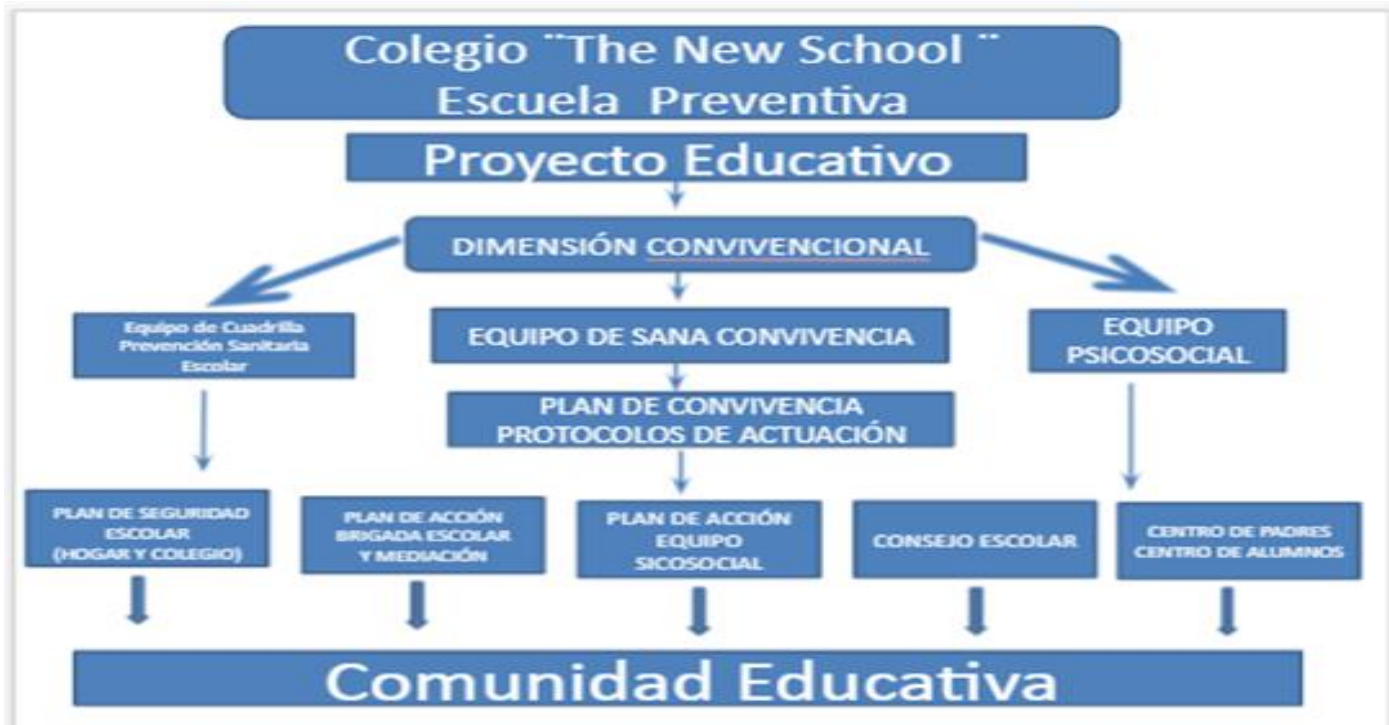 Colegio ¨The New School ¨
Escuela Preventiva
Proyecto Educativo
DIMENSIÓN CONVIVENCIONAL
Equipo de Cuadrilla
Prevención Sanitaria
Escolar
EQUIPO DE SANA CONVIVENCIA
EQUIPO
PSICOSOCIAL
PLAN DE CONVIVENCIA
PROTOCOLOS DE ACTUACIÓN
PLAN DE SEGURIDAD
ESCOLAR
(HOGAR Y COLEGIO)
PLAN DE ACCIÓN
BRIGADA ESCOLAR
Y MEDIACIÓN
PLAN DE ACCIÓN
EQUIPO
SICOSOCIAL
CONSEJO ESCOLAR
CENTRO DE PADRES
CENTRO DE ALUMNOS
Comunidad Educativa